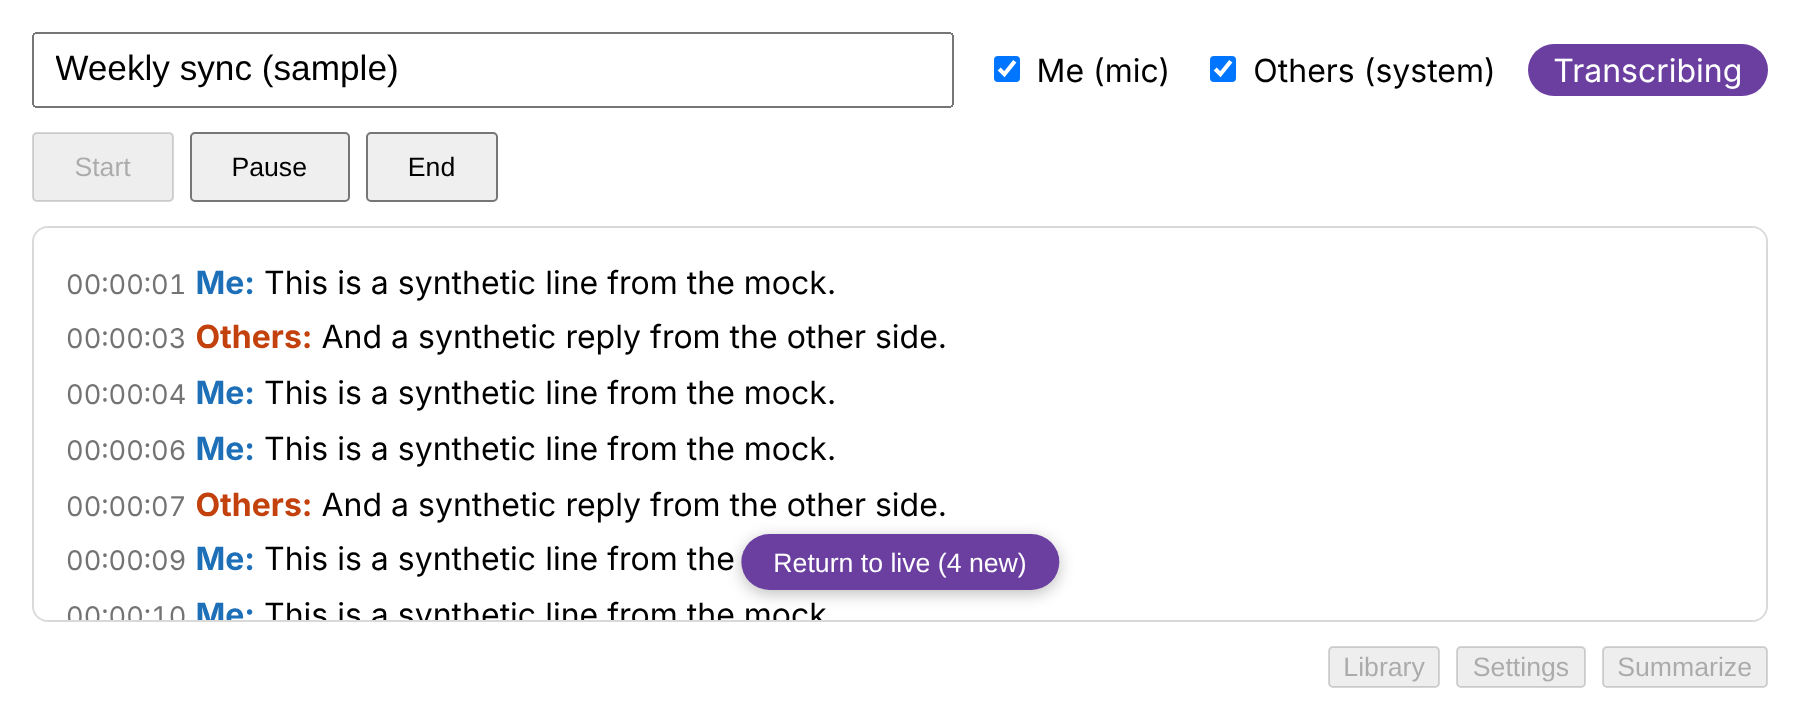 Weekly sync (sample)
Me (mic)
Others (system)
Transcribing
Start
Pause
End
00:00:01 Me: This is a synthetic line from the mock.
00:00:03 Others: And a synthetic reply from the other side.
00:00:04 Me: This is a synthetic line from the mock.
00:00:06 Me: This is a synthetic line from the mock.
00:00:07 Others: And a synthetic reply from the other side.
00:00:09 Me: This is a synthetic line from the
Return to live (4 new)
00:00:10 Me: This is a synthetic line from the mock.
Library
Settings
Summarize